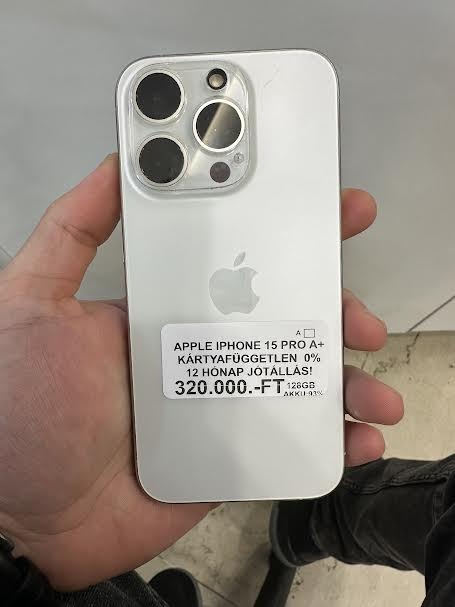 A
APPLE IPHONE 15 PRO A+
KÁRTYAFÜGGETLEN 0%
12 HÓNAP JÓTÁLLÁS!
320.000.-FT 128GB
AKKU:93%